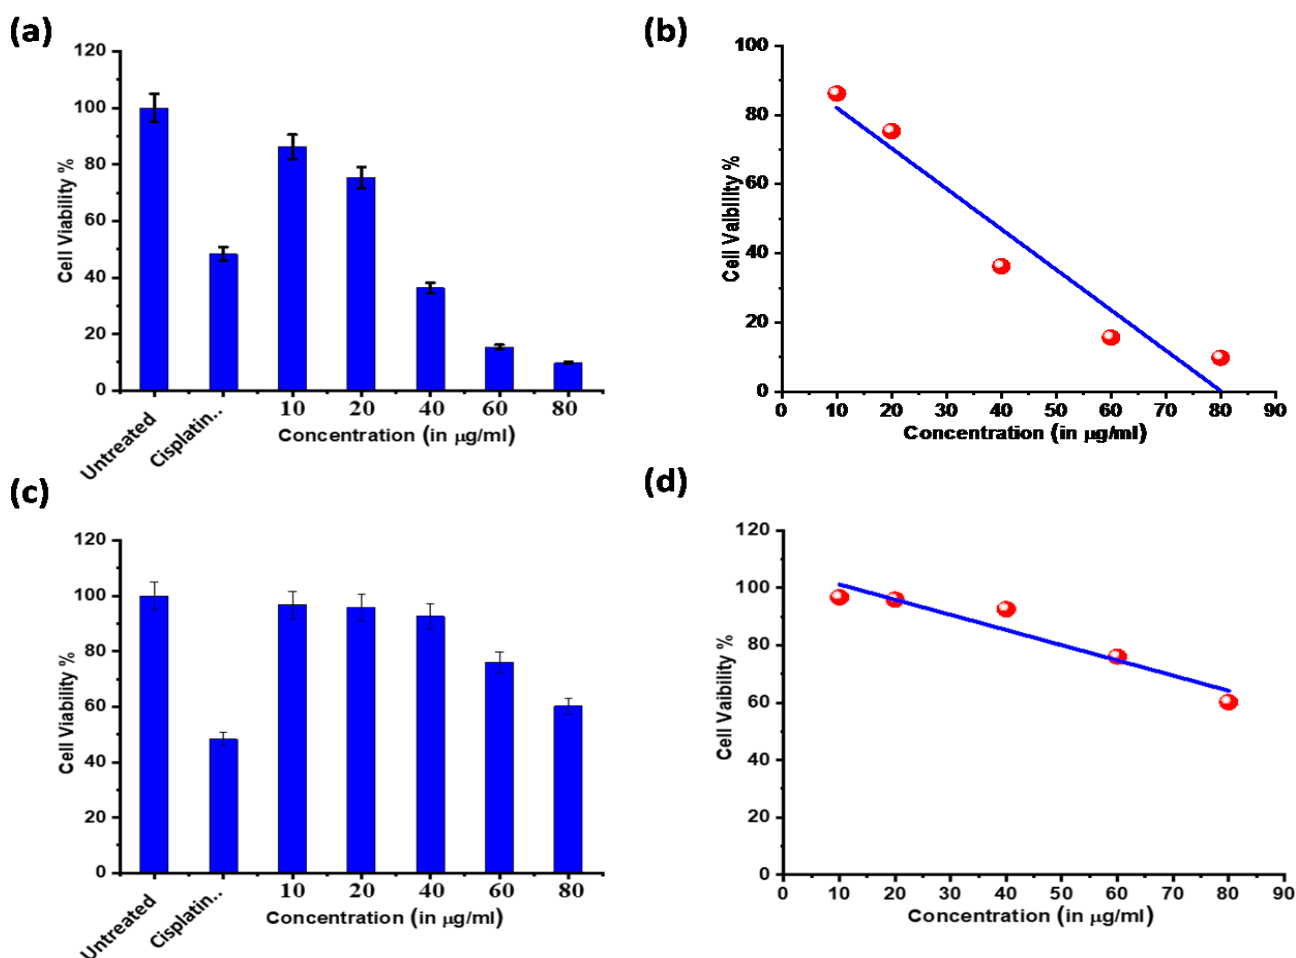 (a)
120
100
80
60
40
20
0
Cell Viability %
Untreated
Cisplatin..
10 20 40 60 80
Concentration (in µg/ml)
(b)
100
80
60
40
20
0
Cell Vaibility %
0 10 20 30 40 50 60 70 80 90
Concentration (in µg/ml)
(c)
120
100
80
60
40
20
0
Cell Viability %
Untreated
Cisplatin..
10 20 40 60 80
Concentration (in µg/ml)
(d)
120
100
80
60
40
20
0
Cell Vaibility %
0 10 20 30 40 50 60 70 80 90
Concentration (in µg/ml)